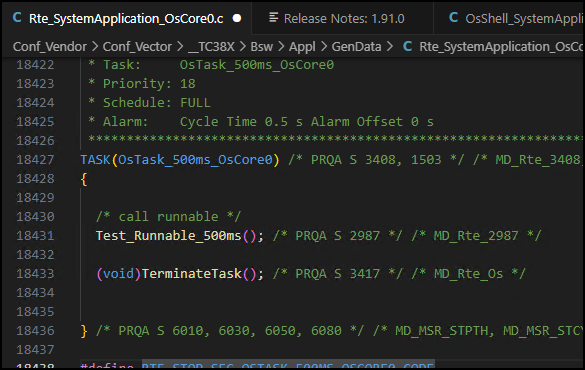 Rte_SystemApplication_OsCore0.c
Release Notes: 1.91.0
OsShell_SystemAppl
Conf_Vendor > Conf_Vector > __TC38X > Bsw > Appl > GenData > C Rte_SystemApplication_OsCo
18422 * Task: OsTask_500ms_OsCore0
18423 * Priority: 18
18424 * Schedule: FULL
18425 * Alarm: Cycle Time 0.5 s Alarm Offset 0 s
18426 **********************************************************************
18427 TASK(OsTask_500ms_OsCore0) /* PRQA S 3408, 1503 */ /* MD_Rte_3408,
18428 {
18429
18430 /* call runnable */
18431 Test_Runnable_500ms(); /* PRQA S 2987 */ /* MD_Rte_2987 */
18432
18433 (void)TerminateTask(); /* PRQA S 3417 */ /* MD_Rte_Os */
18434
18435
18436 } /* PRQA S 6010, 6030, 6050, 6080 */ /* MD_MSR_STPTH, MD_MSR_STCY
18437
18438 #define RTE_STOP_SEC_OSTASK_500MS_OSCORE0_CODE